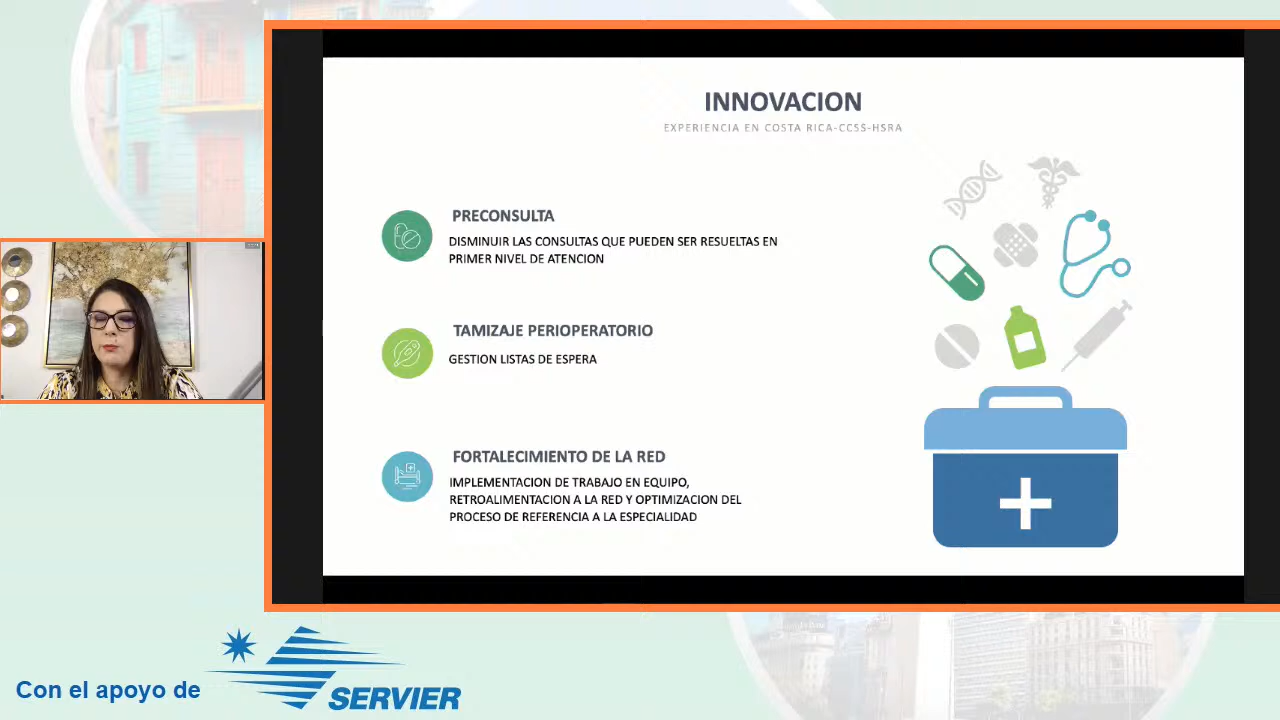 INNOVACION
EXPERIENCIA EN COSTA RICA-CCSS-HSRA
PRECONSULTA
DISMINUIR LAS CONSULTAS QUE PUEDEN SER RESUELTAS EN
PRIMER NIVEL DE ATENCION
TAMIZAJE PERIOPERATORIO
GESTION LISTAS DE ESPERA
FORTALECIMIENTO DE LA RED
IMPLEMENTACION DE TRABAJO EN EQUIPO,
RETROALIMENTACION A LA RED Y OPTIMIZACION DEL
PROCESO DE REFERENCIA A LA ESPECIALIDAD
Con el apoyo de
SERVIER